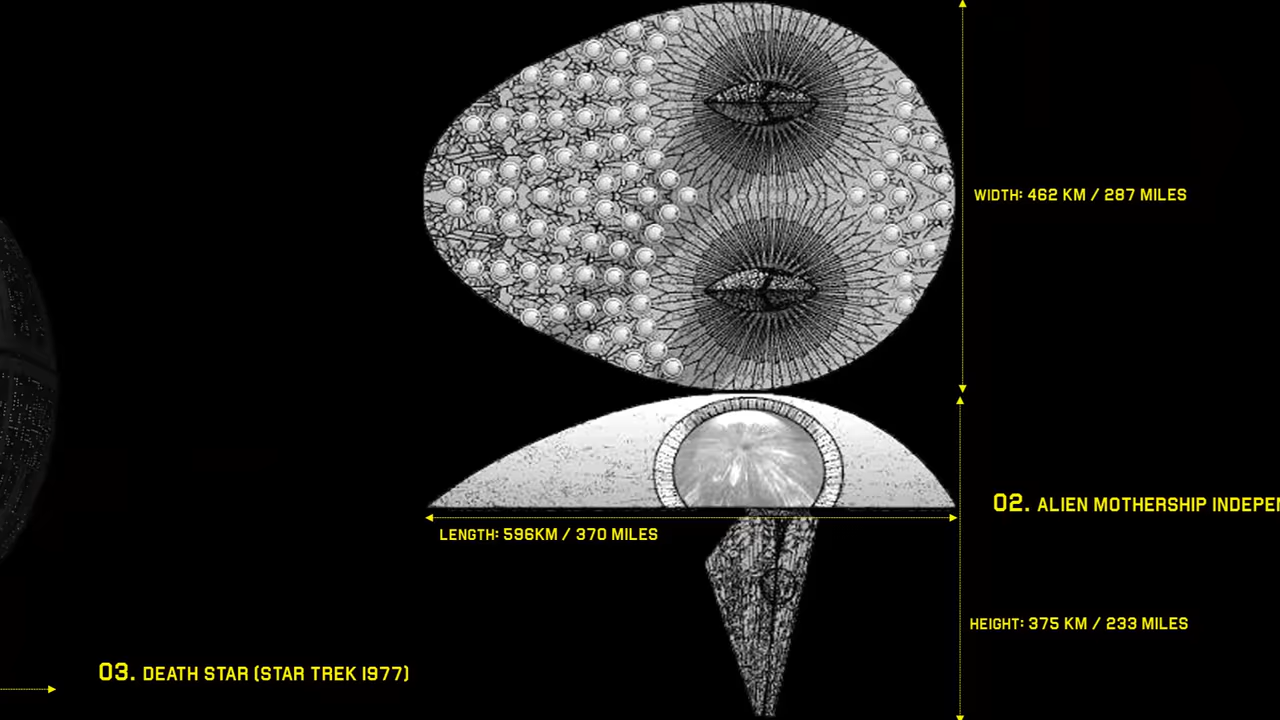 WIDTH: 462 KM / 287 MILES
02. ALIEN MOTHERSHIP INDEPEN
LENGTH: 596KM / 370 MILES
HEIGHT: 375 KM / 233 MILES
03. DEATH STAR (STAR TREK 1977)